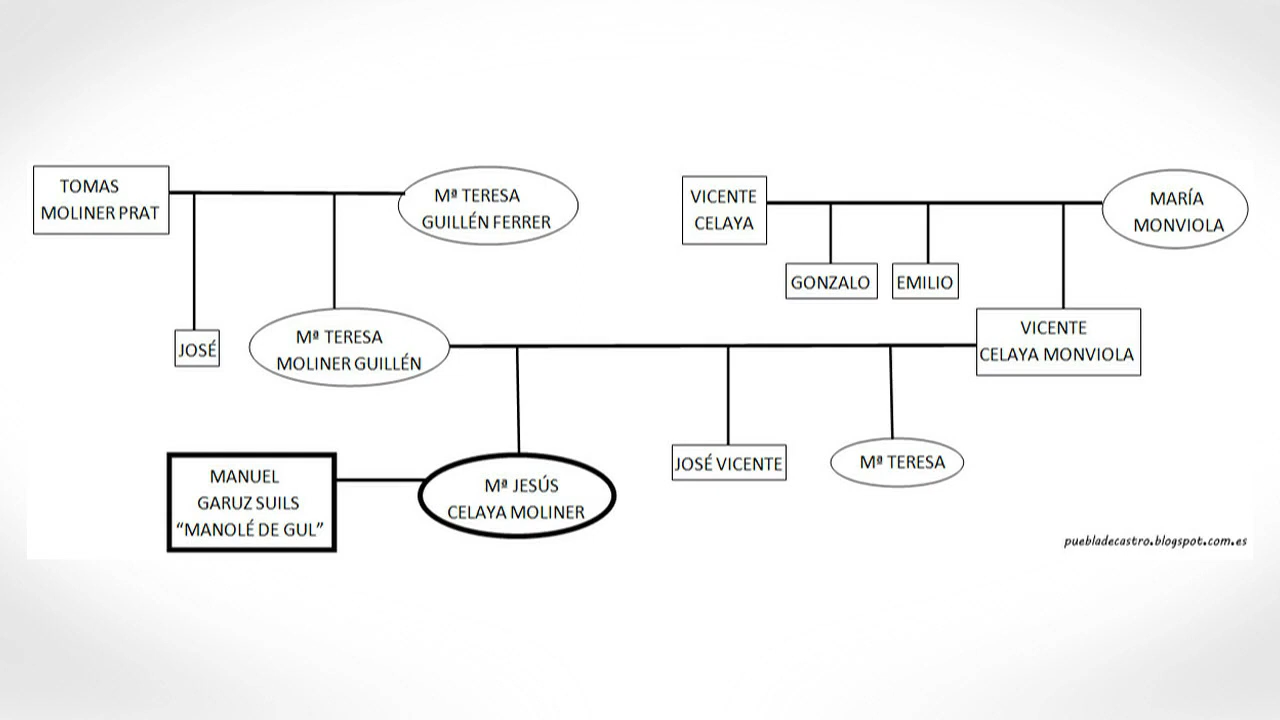 TOMAS
MOLINER PRAT
Mª TERESA
GUILLÉN FERRER
VICENTE
CELAYA
MARÍA
MONVIOLA
GONZALO
EMILIO
JOSÉ
Mª TERESA
MOLINER GUILLÉN
VICENTE
CELAYA MONVIOLA
MANUEL
GARUZ SUILS
“MANOLÉ DE GUL”
Mª JESÚS
CELAYA MOLINER
JOSÉ VICENTE
Mª TERESA
puebladecastro.blogspot.com.es